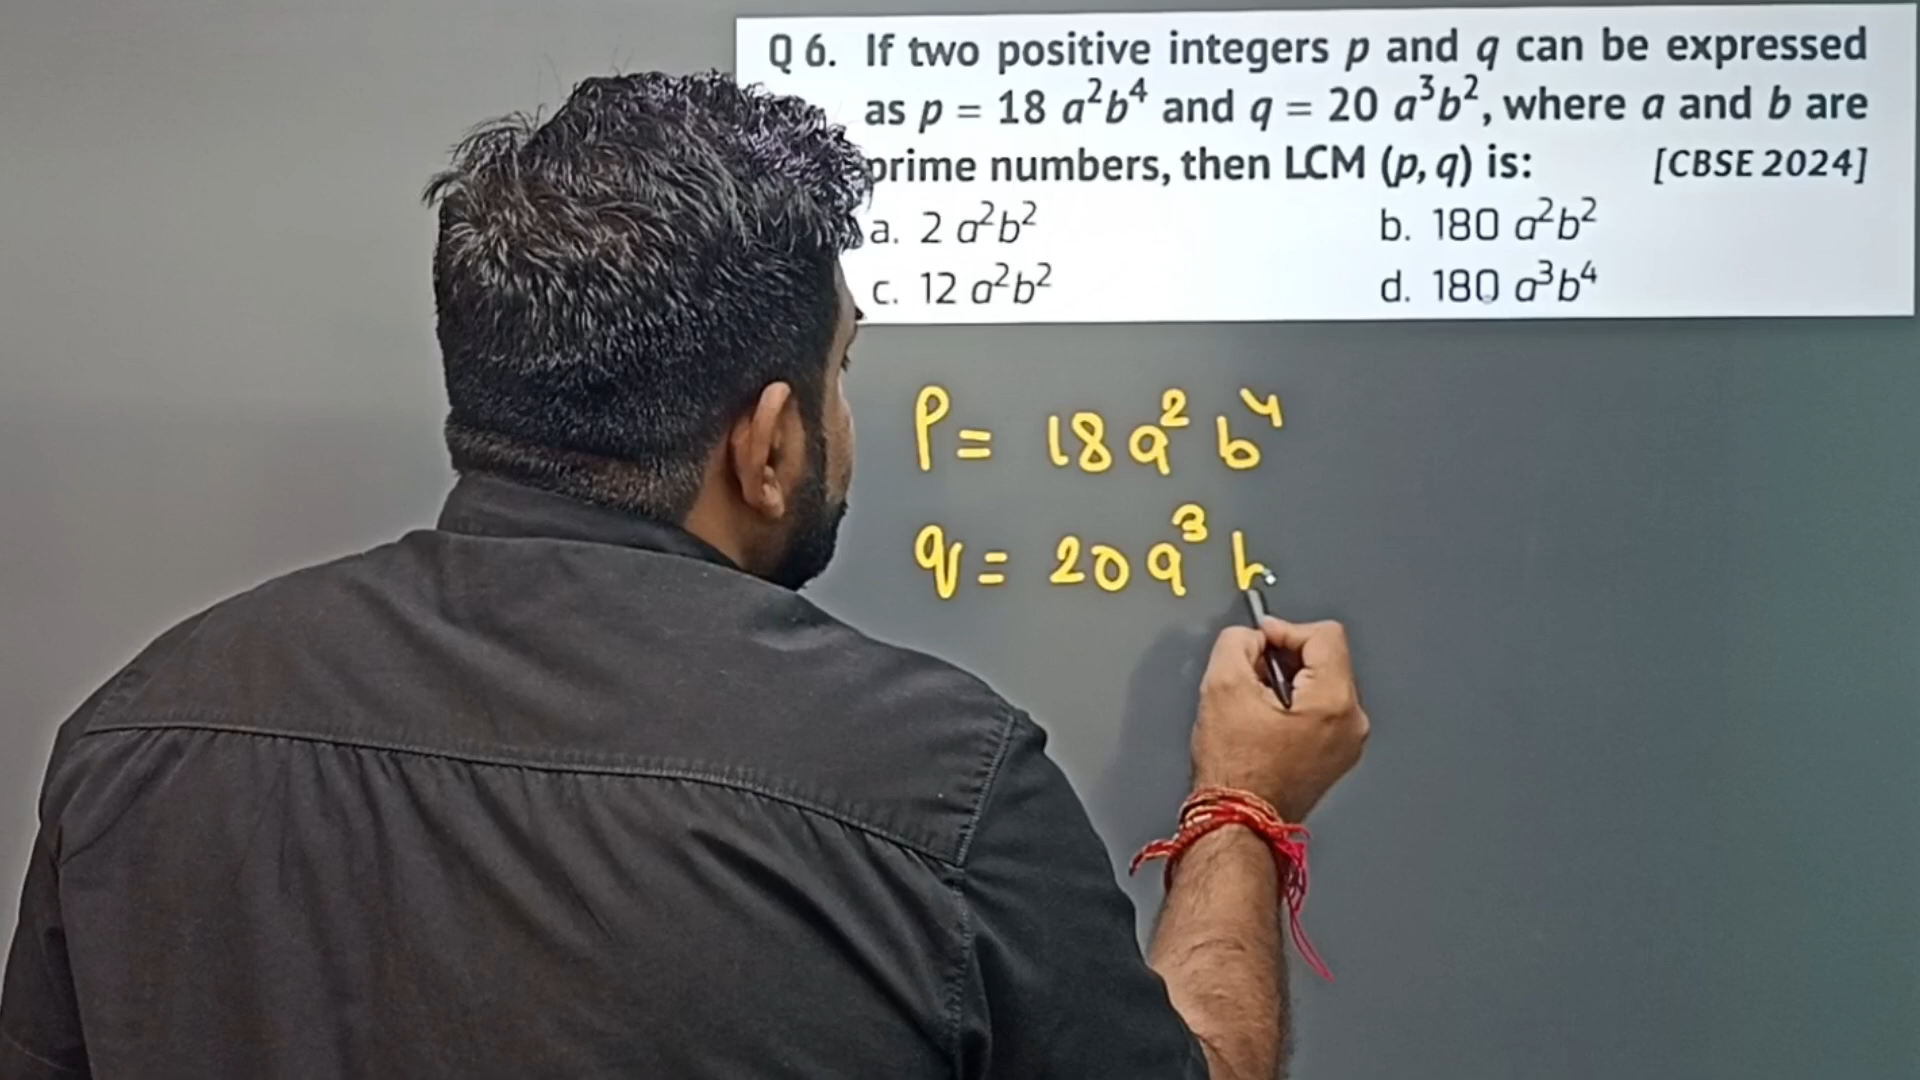 Q 6. If two positive integers p and q can be expressed
as p = 18 a²b⁴ and q = 20 a³b², where a and b are
prime numbers, then LCM (p, q) is: [CBSE 2024]
a. 2 a²b² b. 180 a²b²
c. 12 a²b² d. 180 a³b⁴
P = 18 a² b⁴
q = 20 a³ b